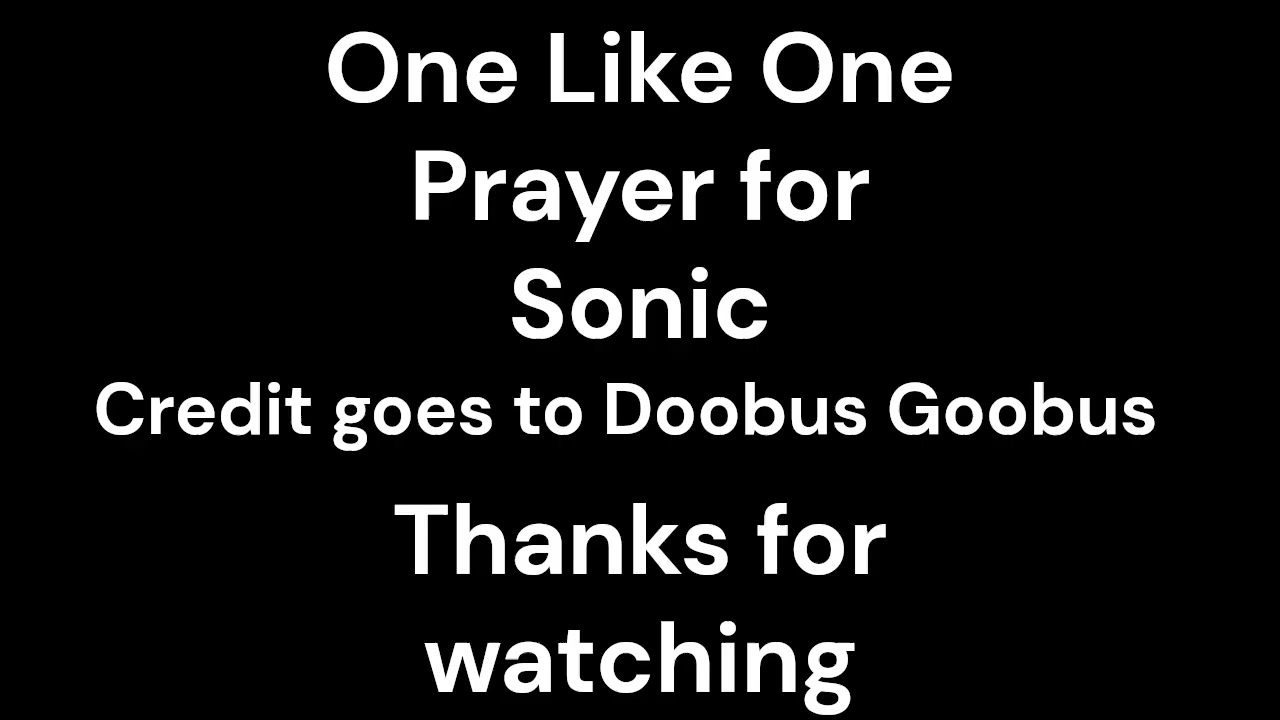 One Like One
Prayer for
Sonic
Credit goes to Doobus Goobus
Thanks for
watching